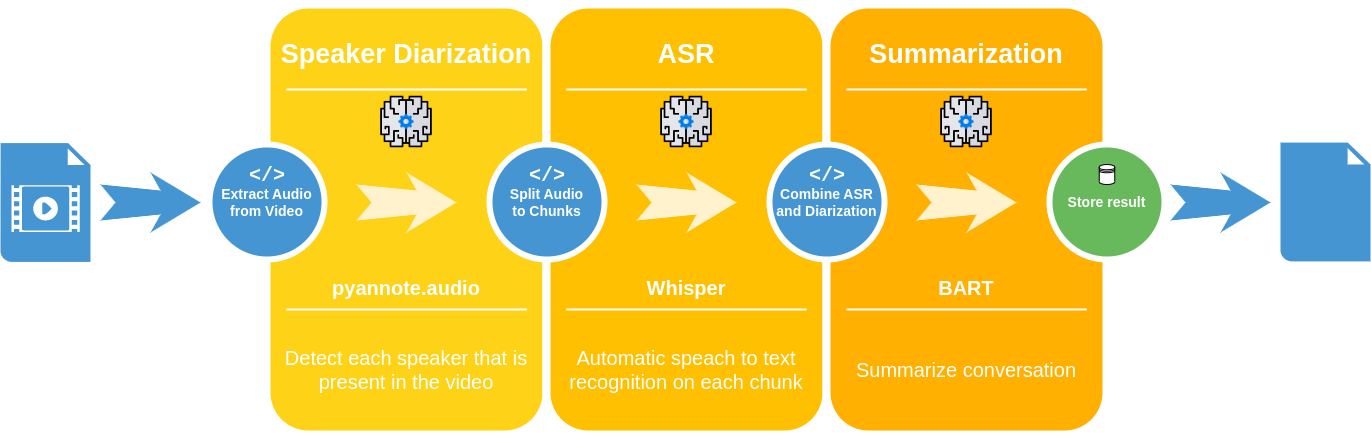 Speaker Diarization
ASR
Summarization
</>
Extract Audio
from Video
</>
Split Audio
to Chunks
</>
Combine ASR
and Diarization
Store result
pyannote.audio
Whisper
BART
Detect each speaker that is
present in the video
Automatic speach to text
recognition on each chunk
Summarize conversation